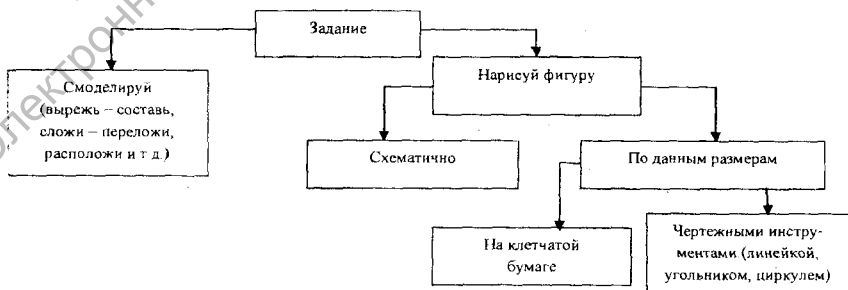 Задание
Нарисуй фигуру
Смоделируй
(вырежь – составь,
сложи – переложи,
расположи и т д.)
Схематично
По данным размерам
На клетчатой
бумаге
Чертежными инстру-
ментами (линейкой,
угольником, циркулем)